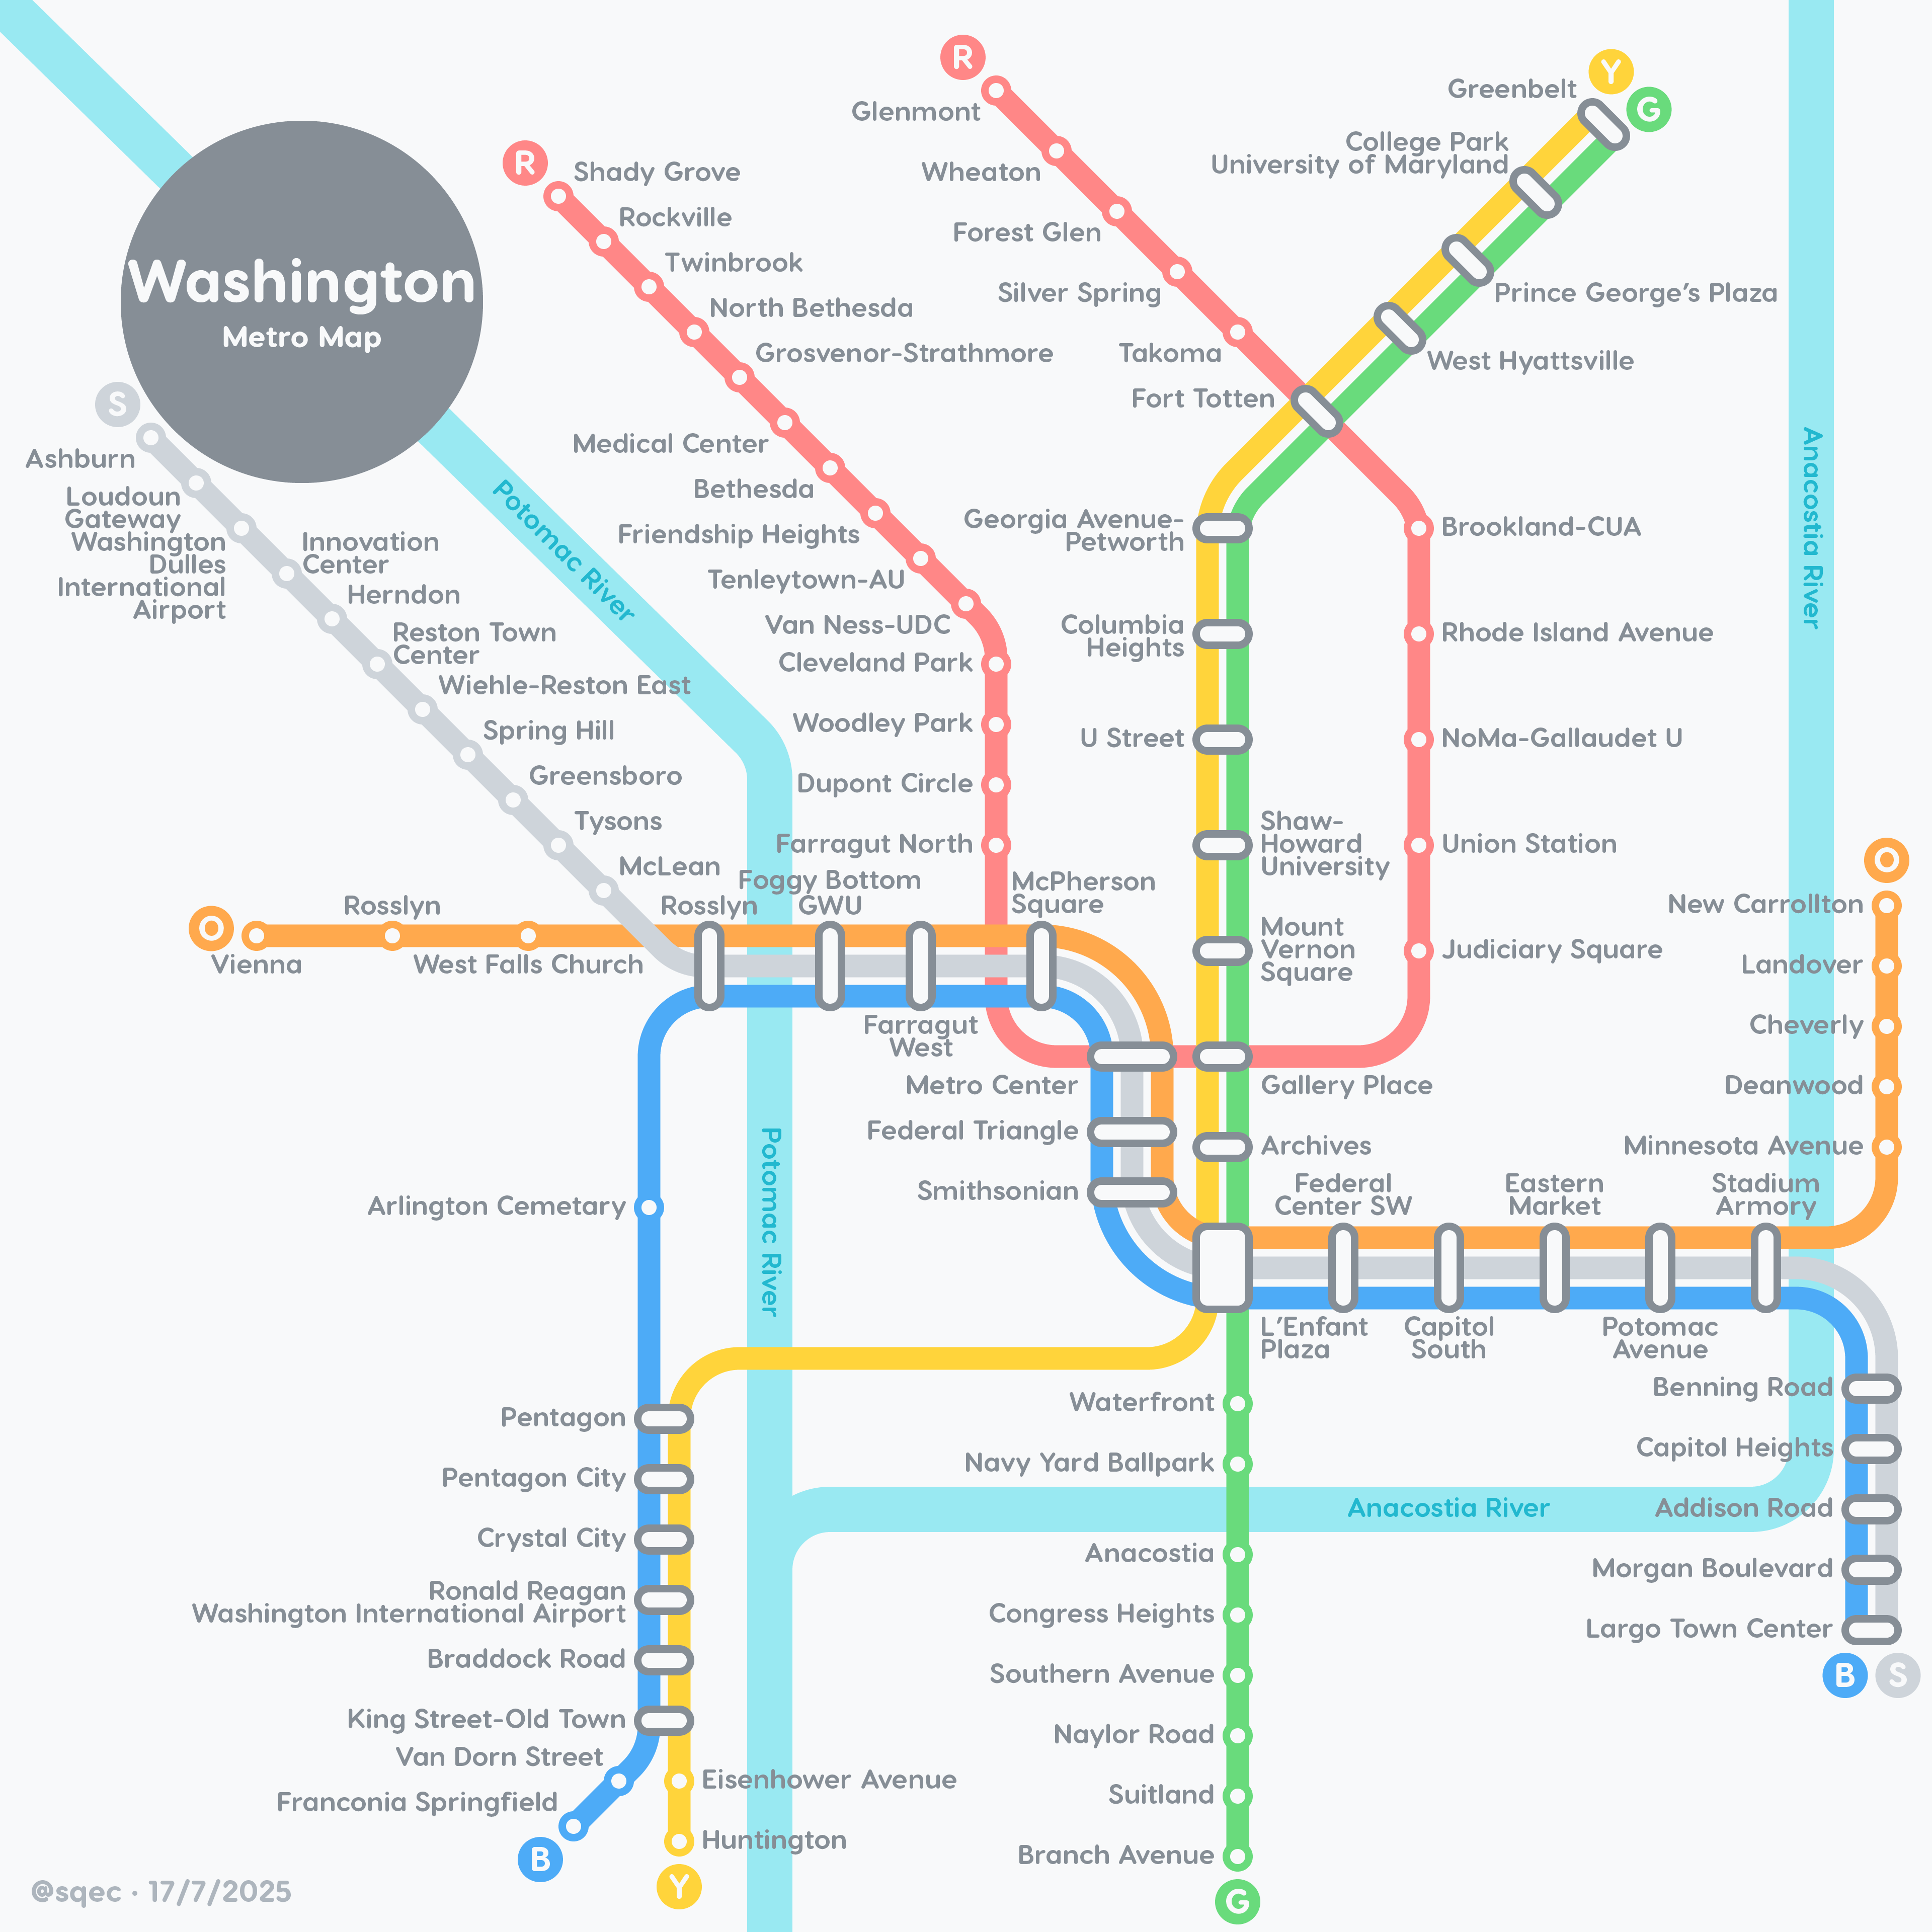 Washington
Metro Map
R
Shady Grove
Rockville
Twinbrook
North Bethesda
Grosvenor-Strathmore
Medical Center
Bethesda
Friendship Heights
Tenleytown-AU
Van Ness-UDC
Cleveland Park
Woodley Park
Dupont Circle
Farragut North
R
Glenmont
Wheaton
Forest Glen
Silver Spring
Takoma
Fort Totten
Y
G
Greenbelt
College Park
University of Maryland
Prince George's Plaza
West Hyattsville
Georgia Avenue-
Petworth
Columbia
Heights
U Street
Shaw-
Howard
University
Mount
Vernon
Square
Brookland-CUA
Rhode Island Avenue
NoMa-Gallaudet U
Union Station
Judiciary Square
Anacostia River
S
Ashburn
Loudoun
Gateway
Washington
Dulles
International
Airport
Innovation
Center
Herndon
Reston Town
Center
Wiehle-Reston East
Spring Hill
Greensboro
Tysons
McLean
Potomac River
O
Vienna
Rosslyn
West Falls Church
Rosslyn
Foggy Bottom
GWU
Farragut
West
McPherson
Square
Metro Center
Federal Triangle
Smithsonian
Gallery Place
Archives
O
New Carrollton
Landover
Cheverly
Deanwood
Minnesota Avenue
Stadium
Armory
Eastern
Market
Federal
Center SW
L'Enfant
Plaza
Capitol
South
Potomac
Avenue
Benning Road
Capitol Heights
Addison Road
Morgan Boulevard
Largo Town Center
B
S
Potomac River
Arlington Cemetary
Pentagon
Pentagon City
Crystal City
Ronald Reagan
Washington International Airport
Braddock Road
King Street-Old Town
Van Dorn Street
Franconia Springfield
B
Eisenhower Avenue
Huntington
Y
Waterfront
Navy Yard Ballpark
Anacostia River
Anacostia
Congress Heights
Southern Avenue
Naylor Road
Suitland
Branch Avenue
G
@sqec · 17/7/2025